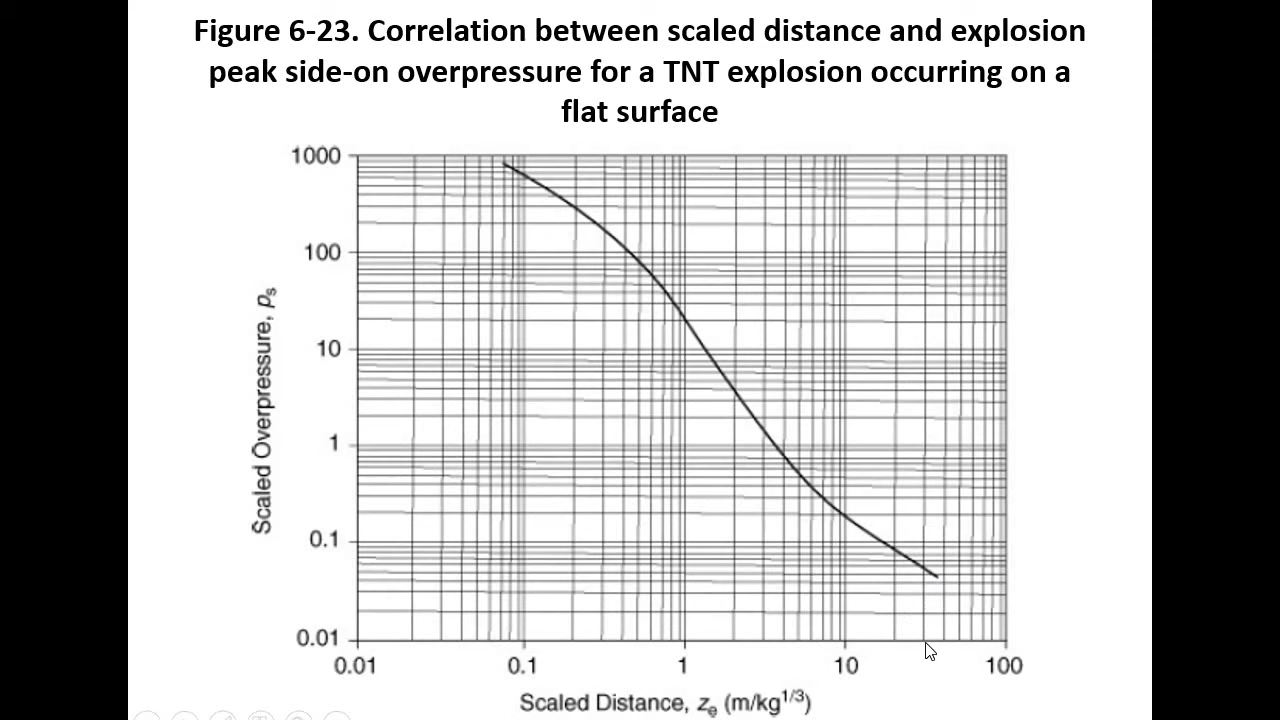 Figure 6-23. Correlation between scaled distance and explosion
peak side-on overpressure for a TNT explosion occurring on a
flat surface
1000
100
10
1
0.1
0.01
Scaled Overpressure, pₛ
0.01 0.1 1 10 100
Scaled Distance, zₑ (m/kg¹/³)